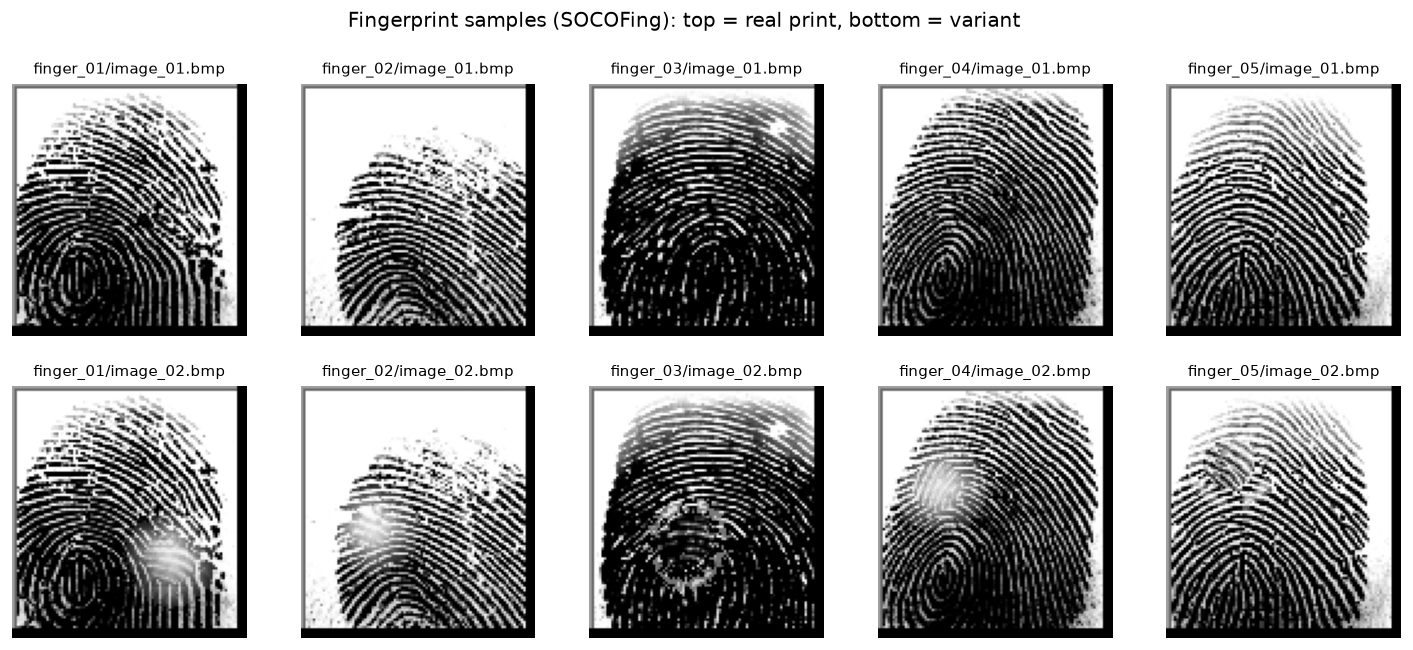 Fingerprint samples (SOCOFing): top = real print, bottom = variant
finger_01/image_01.bmp
finger_02/image_01.bmp
finger_03/image_01.bmp
finger_04/image_01.bmp
finger_05/image_01.bmp
finger_01/image_02.bmp
finger_02/image_02.bmp
finger_03/image_02.bmp
finger_04/image_02.bmp
finger_05/image_02.bmp